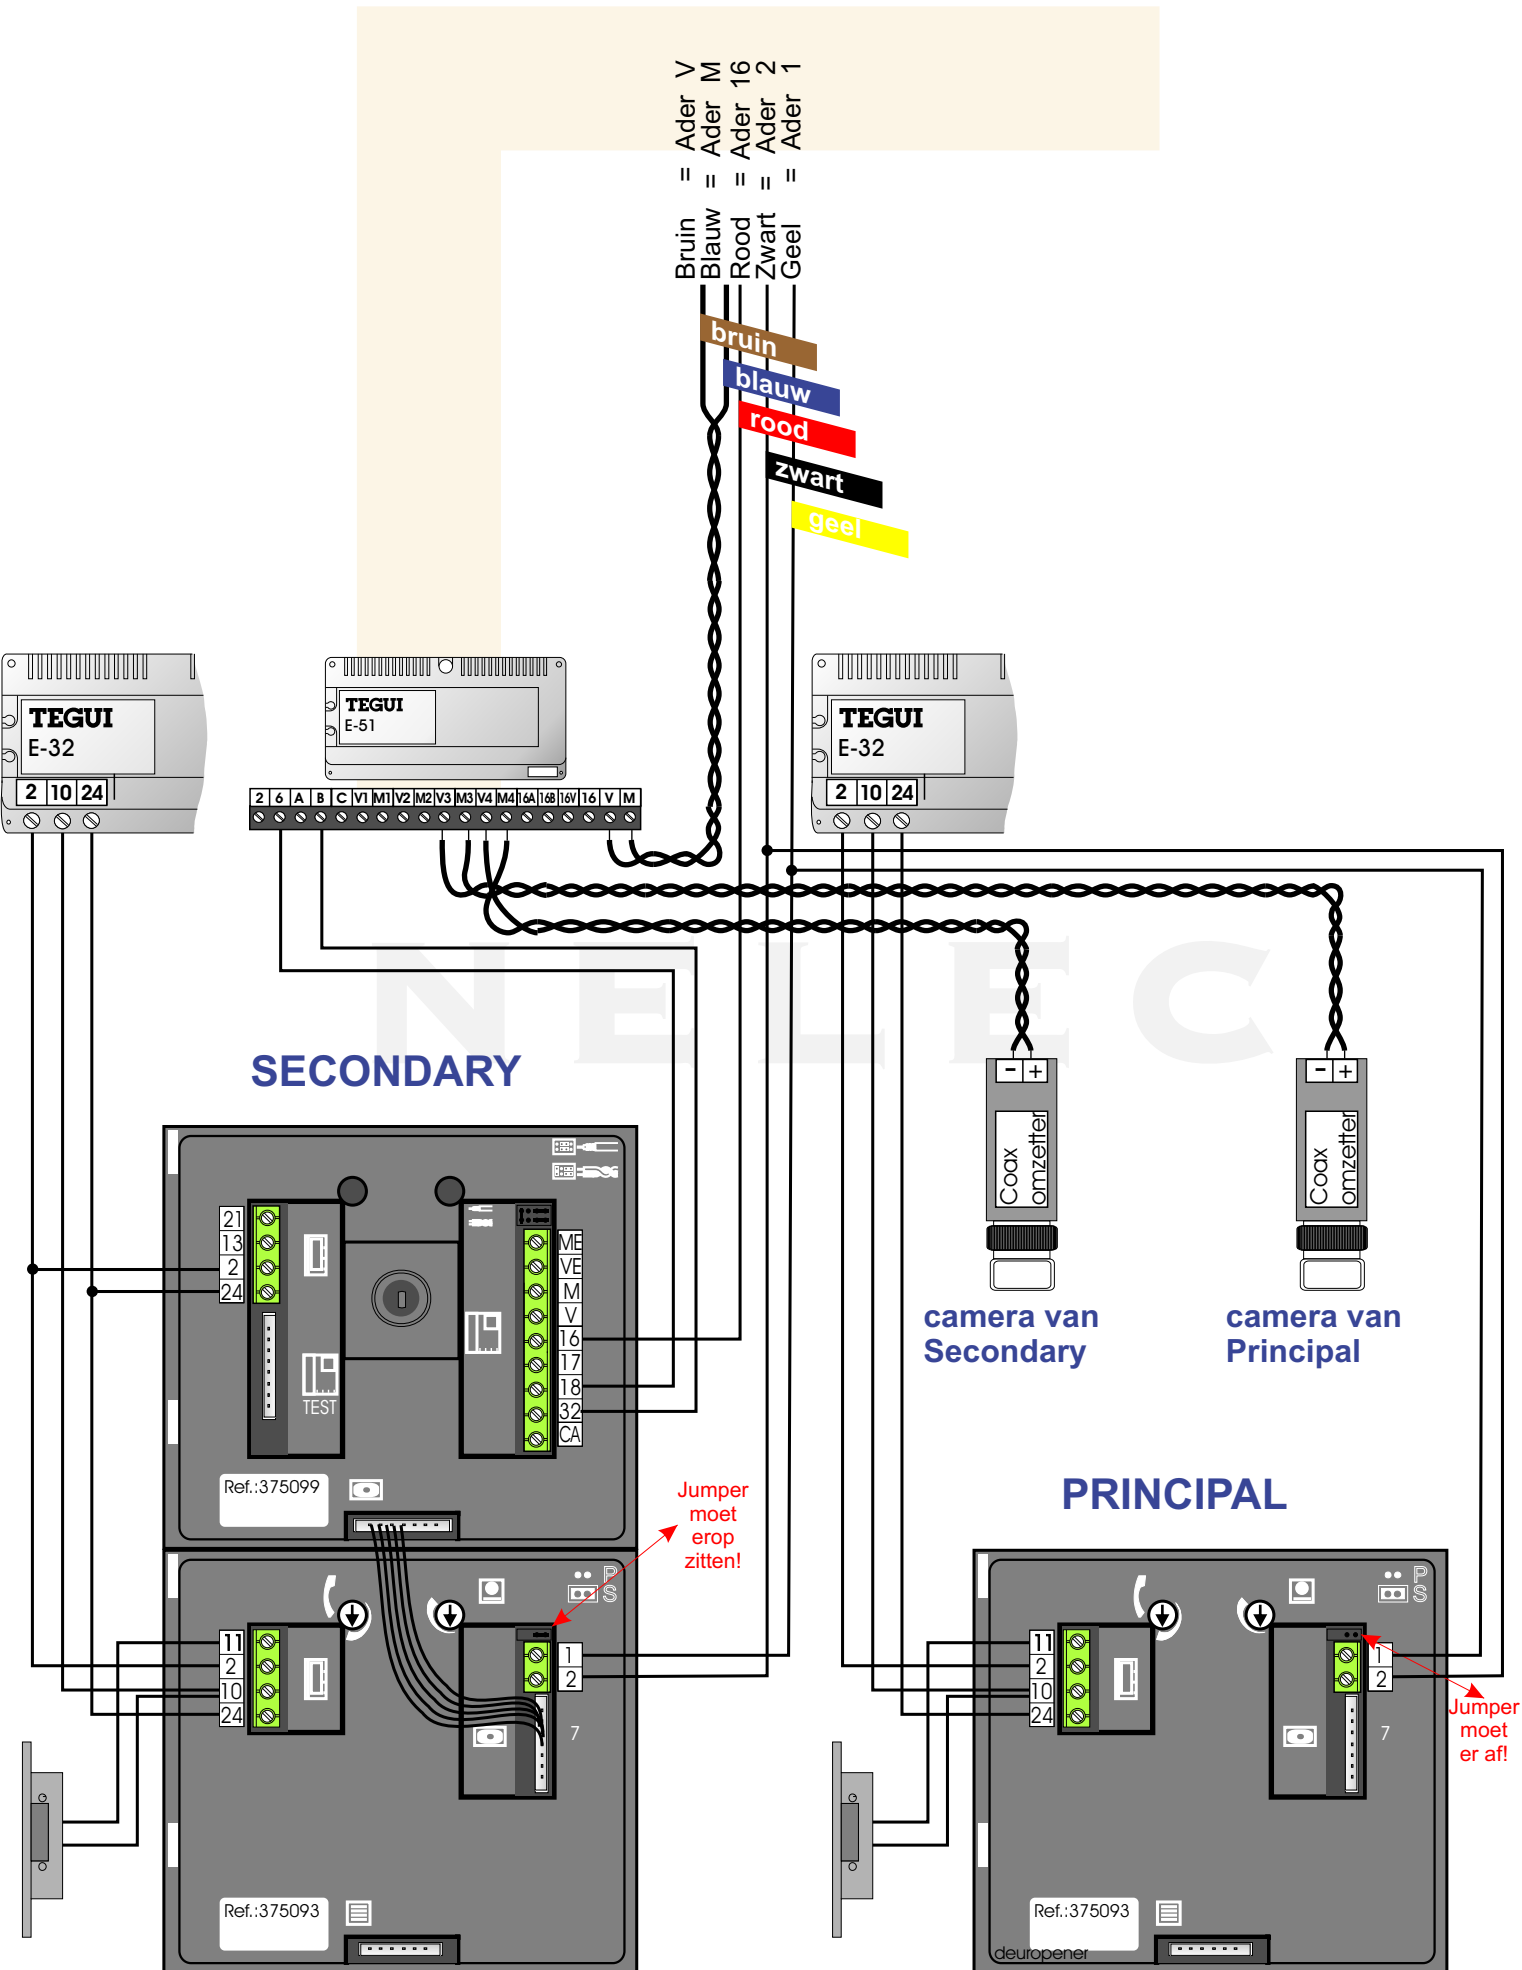 Bruin = Ader V
Blauw = Ader M
Rood = Ader 16
Zwart = Ader 2
Geel = Ader 1
bruin
blauw
rood
zwart
geel
TEGUI
E-32
2 10 24
TEGUI
E-51
2 6 A B C V1 M1 V2 M2 V3 M3 V4 M4 16A 16B 16V 16 V M
TEGUI
E-32
2 10 24
NELEC
SECONDARY
- +
Coax
omzetter
camera van
Secondary
- +
Coax
omzetter
camera van
Principal
21
13
2
24
TEST
ME
VE
M
V
16
17
18
32
CA
Ref.:375099
Jumper
moet
erop
zitten!
P
S
11
2
10
24
1
2
7
Ref.:375093
PRINCIPAL
P
S
11
2
10
24
1
2
7
Jumper
moet
er af!
Ref.:375093
deuropener